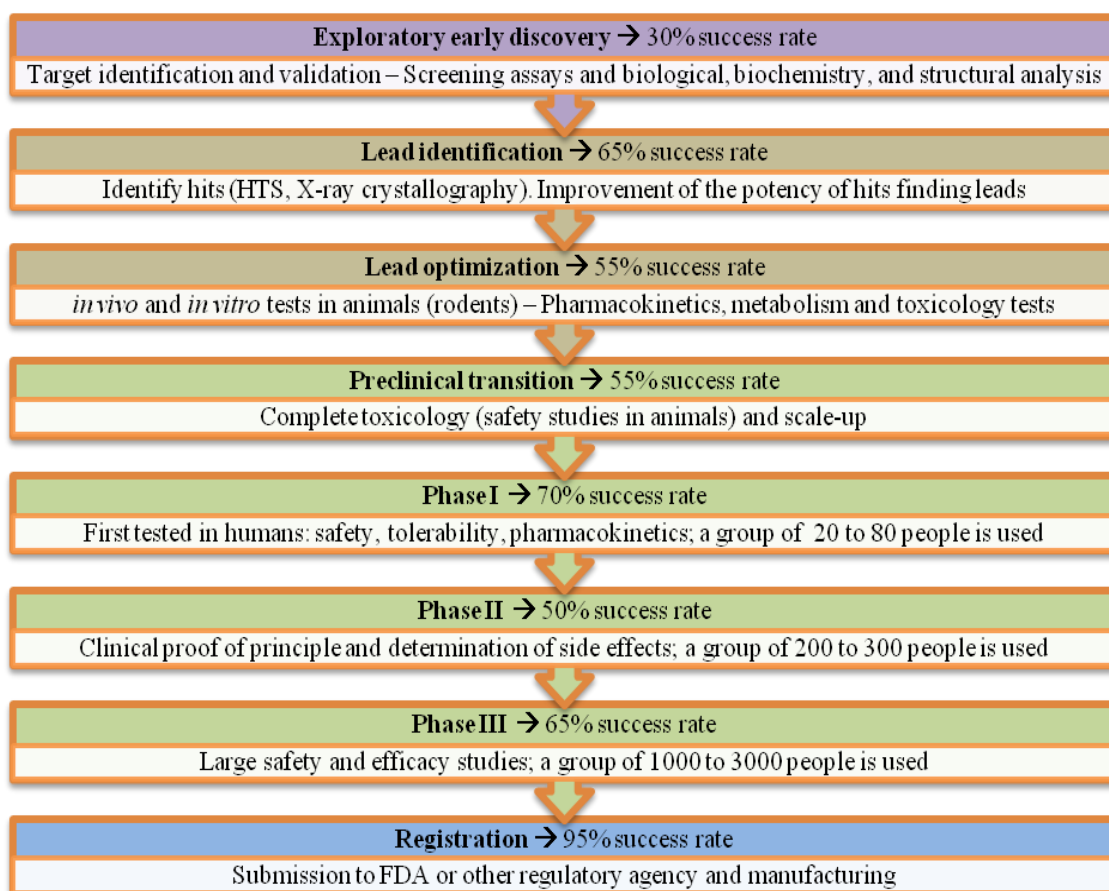 Exploratory early discovery → 30% success rate
Target identification and validation – Screening assays and biological, biochemistry, and structural analysis
Lead identification → 65% success rate
Identify hits (HTS, X-ray crystallography). Improvement of the potency of hits finding leads
Lead optimization → 55% success rate
in vivo and in vitro tests in animals (rodents) – Pharmacokinetics, metabolism and toxicology tests
Preclinical transition → 55% success rate
Complete toxicology (safety studies in animals) and scale-up
Phase I → 70% success rate
First tested in humans: safety, tolerability, pharmacokinetics; a group of 20 to 80 people is used
Phase II → 50% success rate
Clinical proof of principle and determination of side effects; a group of 200 to 300 people is used
Phase III → 65% success rate
Large safety and efficacy studies; a group of 1000 to 3000 people is used
Registration → 95% success rate
Submission to FDA or other regulatory agency and manufacturing